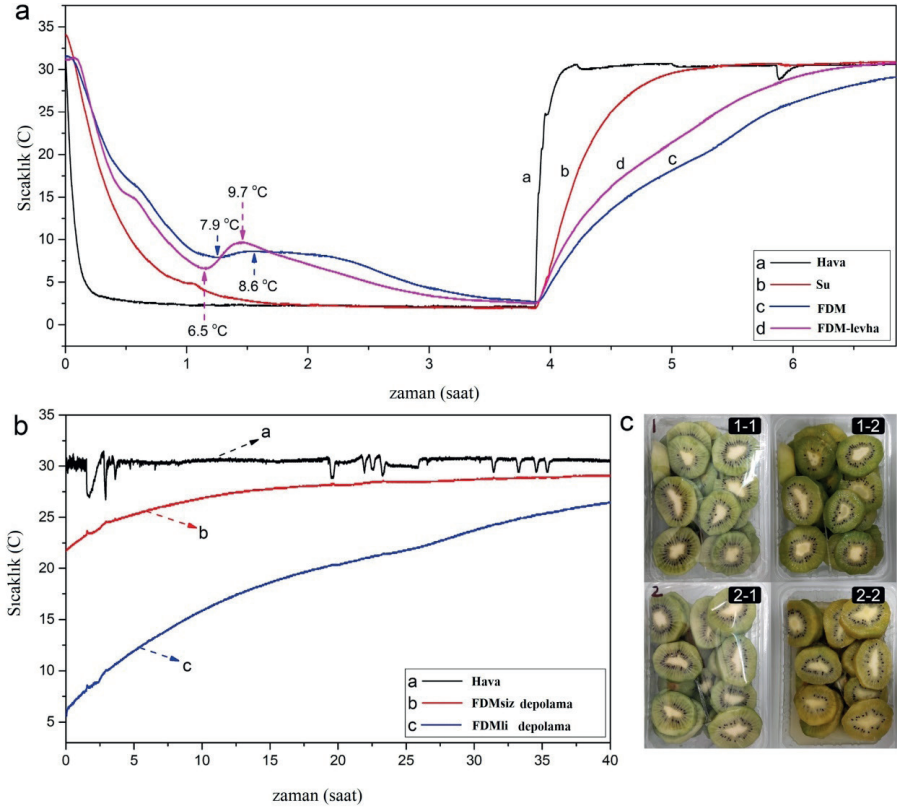 a
35
30
25
20
15
10
5
0
Sıcaklık (C)
9.7 °C
7.9 °C
8.6 °C
6.5 °C
a
b
d
c
a Hava
b Su
c FDM
d FDM-levha
0 1 2 3 4 5 6
zaman (saat)
b
35
30
25
20
15
10
5
Sıcaklık (C)
a
b
c
a Hava
b FDMsiz depolama
c FDMli depolama
0 5 10 15 20 25 30 35 40
zaman (saat)
c
1
1-1
1-2
2
2-1
2-2